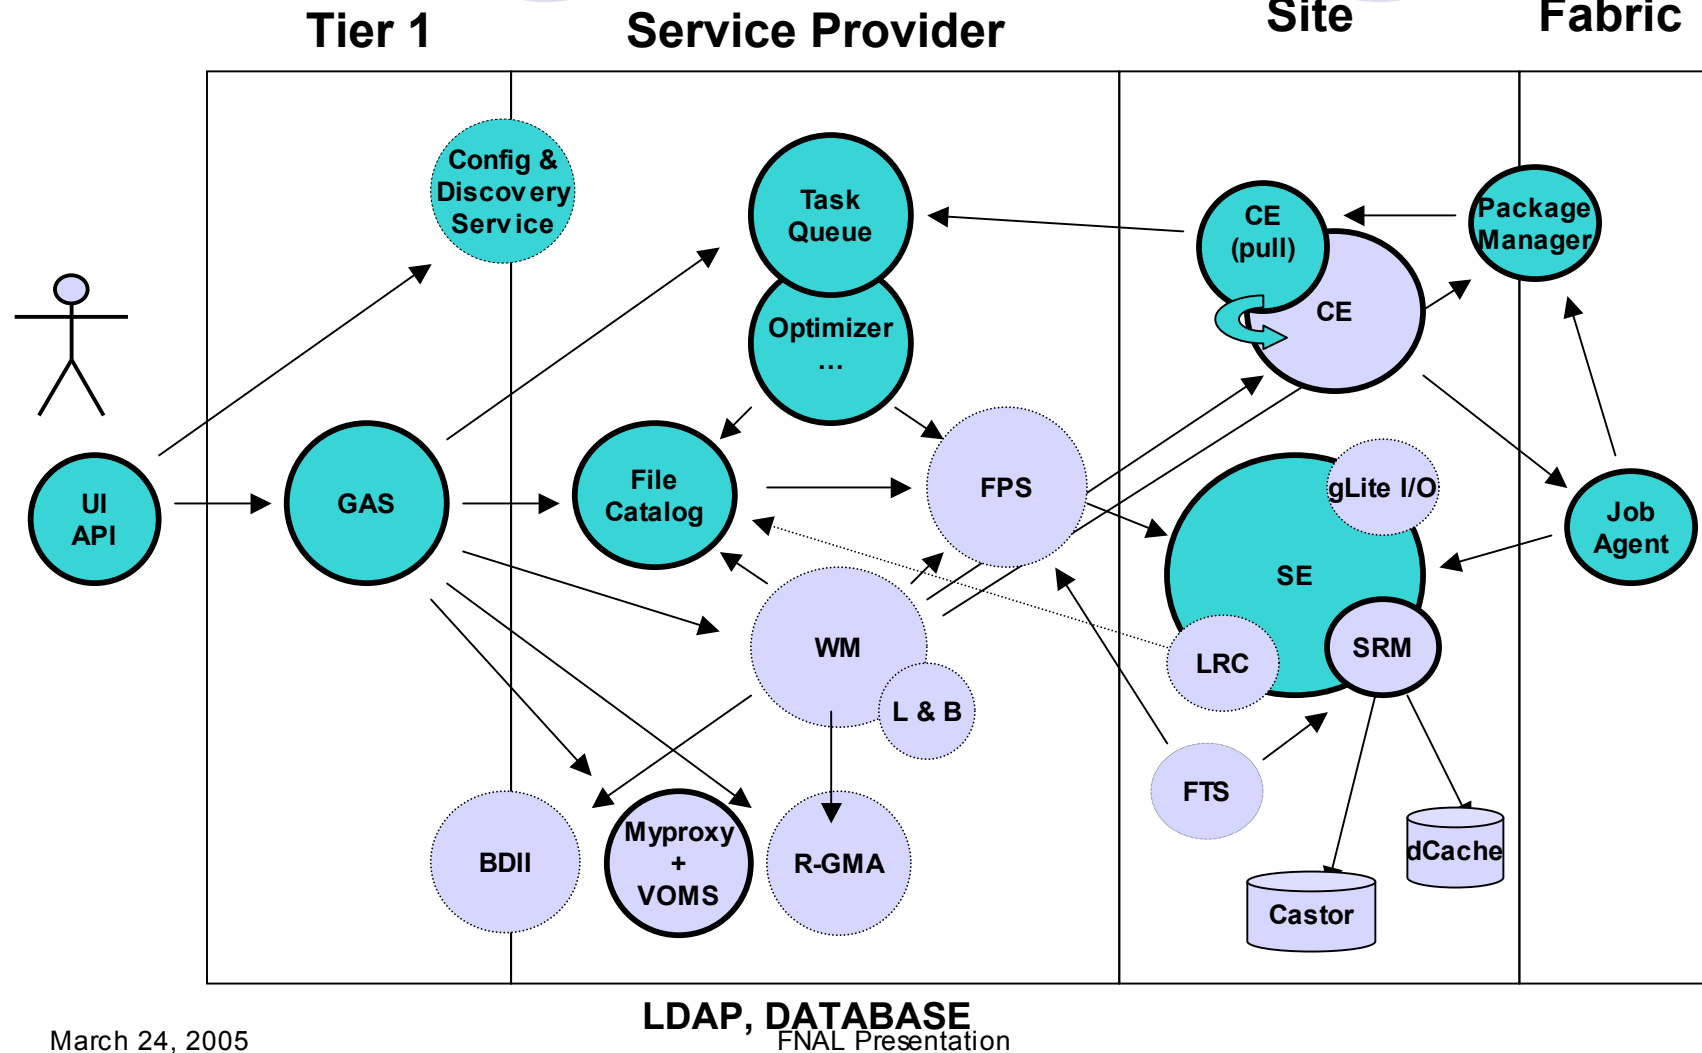 Tier 1
Service Provider
Site
Fabric
Config &
Discovery
Service
Task
Queue
CE
(pull)
Package
Manager
Optimizer
...
CE
UI
API
GAS
File
Catalog
FPS
gLite I/O
Job
Agent
SE
WM
LRC
SRM
L & B
FTS
BDII
Myproxy
+
VOMS
R-GMA
dCache
Castor
LDAP, DATABASE
March 24, 2005
FNAL Presentation